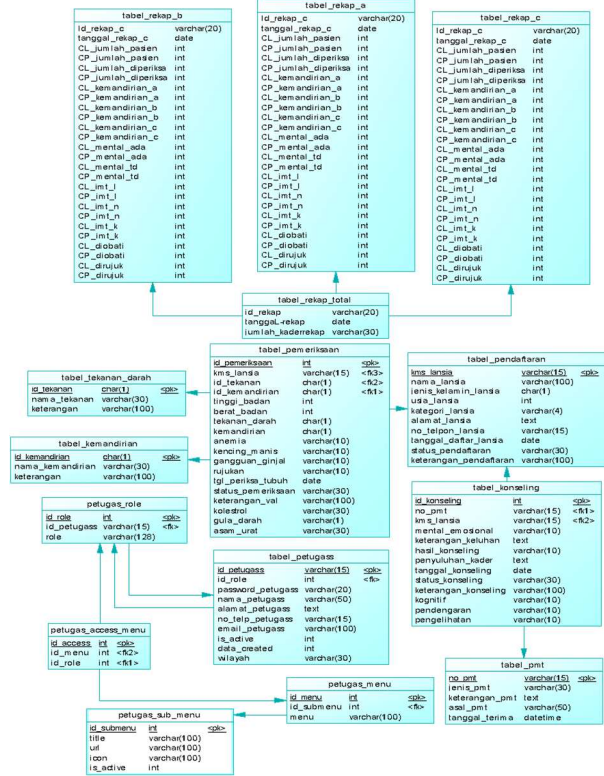 tabel_rekap_b
Id_rekap_c varchar(20)
tanggal_rekap_c date
CL_jumlah_pasien int
CP_jumlah_pasien int
CL_jumlah_diperiksa int
CP_jumlah_diperiksa int
CL_kemandirian_a int
CP_kemandirian_a int
CL_kemandirian_b int
CP_kemandirian_b int
CL_kemandirian_c int
CP_kemandirian_c int
CL_mental_ada int
CP_mental_ada int
CL_mental_td int
CP_mental_td int
CL_imt_l int
CP_imt_l int
CL_imt_n int
CP_imt_n int
CL_imt_k int
CP_imt_k int
CL_diobati int
CP_diobati int
CL_dirujuk int
CP_dirujuk int
tabel_rekap_a
Id_rekap_c varchar(20)
tanggal_rekap_c date
CL_jumlah_pasien int
CP_jumlah_pasien int
CL_jumlah_diperiksa int
CP_jumlah_diperiksa int
CL_kemandirian_a int
CP_kemandirian_a int
CL_kemandirian_b int
CP_kemandirian_b int
CL_kemandirian_c int
CP_kemandirian_c int
CL_mental_ada int
CP_mental_ada int
CL_mental_td int
CP_mental_td int
CL_imt_l int
CP_imt_l int
CL_imt_n int
CP_imt_n int
CL_imt_k int
CP_imt_k int
CL_diobati int
CP_diobati int
CL_dirujuk int
CP_dirujuk int
tabel_rekap_c
Id_rekap_c varchar(20)
tanggal_rekap_c date
CL_jumlah_pasien int
CP_jumlah_pasien int
CL_jumlah_diperiksa int
CP_jumlah_diperiksa int
CL_kemandirian_a int
CP_kemandirian_a int
CL_kemandirian_b int
CP_kemandirian_b int
CL_kemandirian_c int
CP_kemandirian_c int
CL_mental_ada int
CP_mental_ada int
CL_mental_td int
CP_mental_td int
CL_imt_l int
CP_imt_l int
CL_imt_n int
CP_imt_n int
CL_imt_k int
CP_imt_k int
CL_diobati int
CP_diobati int
CL_dirujuk int
CP_dirujuk int
tabel_rekap_total
id_rekap varchar(20)
tanggaL-rekap date
jumlah_kaderrekap varchar(30)
tabel_pemeriksaan
id_pemeriksaan int <pk>
kms_lansia varchar(15) <fk3>
id_tekanan char(1) <fk2>
id_kemandirian char(1) <fk1>
tinggi_badan int
berat_badan int
tekanan_darah char(1)
kemandirian char(1)
anemia varchar(10)
kencing_manis varchar(10)
gangguan_ginjal varchar(10)
rujukan varchar(10)
tgl_periksa_tubuh date
status_pemeriksaan varchar(30)
keterangan_val varchar(100)
kolestrol varchar(30)
gula_darah varchar(1)
asam_urat varchar(30)
tabel_tekanan_darah
id_tekanan char(1) <pk>
nama_tekanan varchar(30)
keterangan varchar(100)
tabel_kemandirian
id_kemandirian char(1) <pk>
nama_kemandirian varchar(30)
keterangan varchar(100)
tabel_pendaftaran
kms_lansia varchar(15) <pk>
nama_lansia varchar(100)
jenis_kelamin_lansia char(1)
usia_lansia int
kategori_lansia varchar(4)
alamat_lansia text
no_telpon_lansia varchar(15)
tanggal_daftar_lansia date
status_pendaftaran varchar(30)
keterangan_pendaftaran varchar(100)
tabel_konseling
id_konseling int <pk>
no_pmt varchar(15) <fk1>
kms_lansia varchar(15) <fk2>
mental_emosional varchar(10)
keterangan_keluhan text
hasil_konseling varchar(10)
penyuluhan_kader text
tanggal_konseling date
status_konseling varchar(30)
keterangan_konseling varchar(100)
kognitif varchar(10)
pendengaran varchar(10)
pengelihatan varchar(10)
petugas_role
id_role int <pk>
id_petugass varchar(15) <fk>
role varchar(128)
tabel_petugass
id_petugass varchar(15) <pk>
id_role int <fk>
password_petugass varchar(20)
nama_petugass varchar(50)
alamat_petugass text
no_telp_petugass varchar(15)
email_petugass varchar(100)
is_active int
data_created int
wilayah varchar(30)
petugas_access_menu
id_access int <pk>
id_menu int <fk2>
id_role int <fk1>
tabel_pmt
no_pmt varchar(15) <pk>
jenis_pmt varchar(30)
keterangan_pmt text
asal_pmt varchar(50)
tanggal_terima datetime
petugas_menu
id_menu int <pk>
id_submenu int <fk>
menu varchar(100)
petugas_sub_menu
id_submenu int <pk>
title varchar(100)
url varchar(100)
icon varchar(100)
is_active int